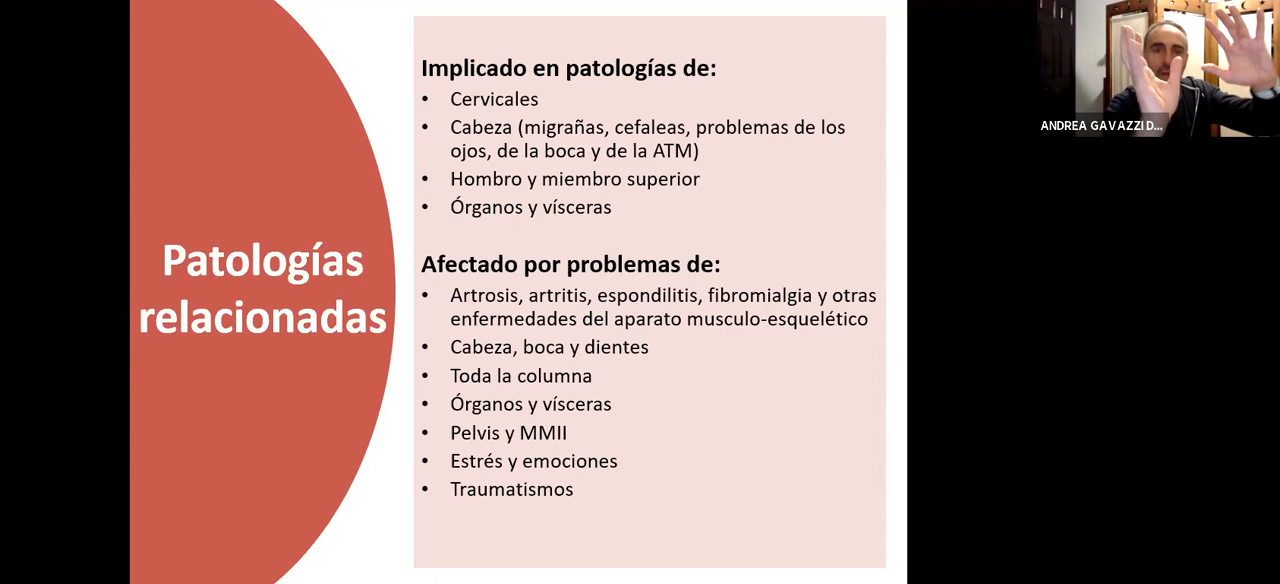 Patologías
relacionadas
Implicado en patologías de:
• Cervicales
• Cabeza (migrañas, cefaleas, problemas de los
ojos, de la boca y de la ATM)
• Hombro y miembro superior
• Órganos y vísceras
Afectado por problemas de:
• Artrosis, artritis, espondilitis, fibromialgia y otras
enfermedades del aparato musculo-esquelético
• Cabeza, boca y dientes
• Toda la columna
• Órganos y vísceras
• Pelvis y MMII
• Estrés y emociones
• Traumatismos
ANDREA GAVAZZI D...